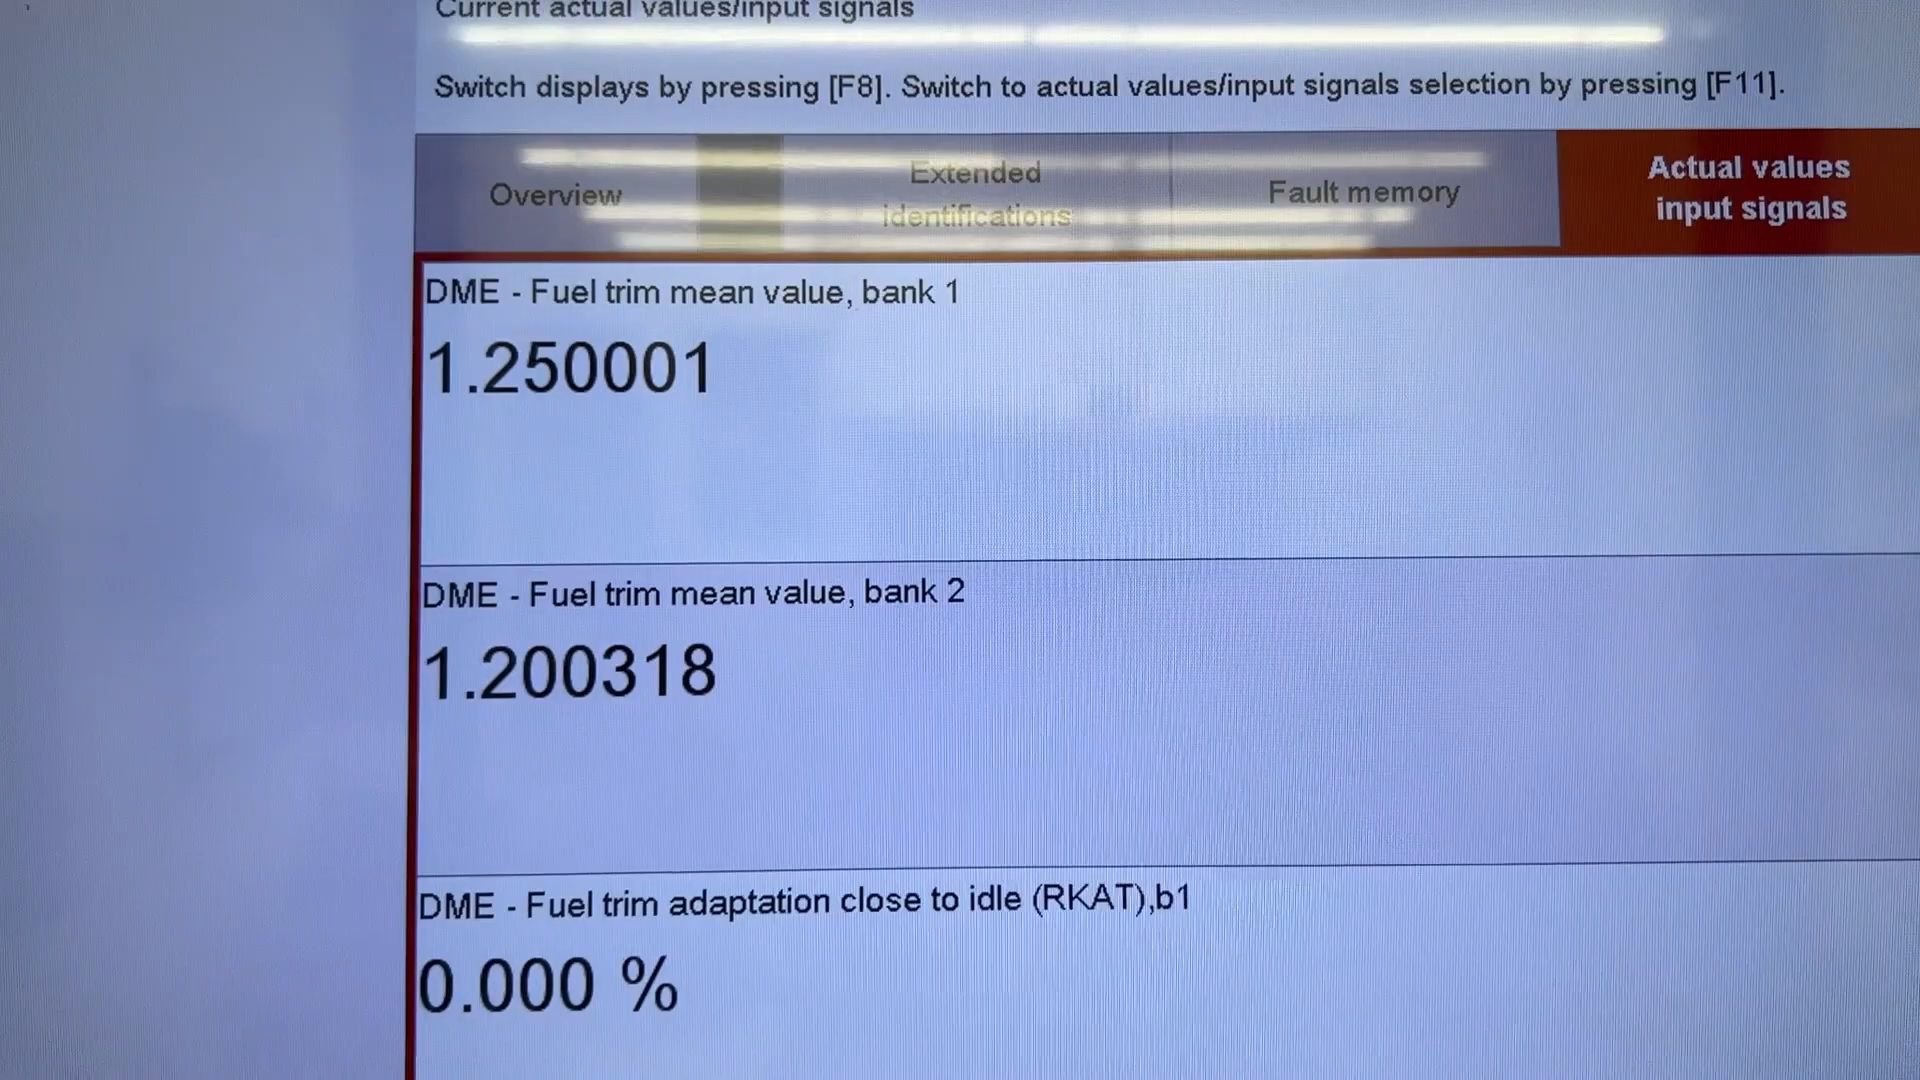 Current actual values/input signals
Switch displays by pressing [F8]. Switch to actual values/input signals selection by pressing [F11].
Overview
Extended
identifications
Fault memory
Actual values
input signals
DME - Fuel trim mean value, bank 1
1.250001
DME - Fuel trim mean value, bank 2
1.200318
DME - Fuel trim adaptation close to idle (RKAT),b1
0.000 %